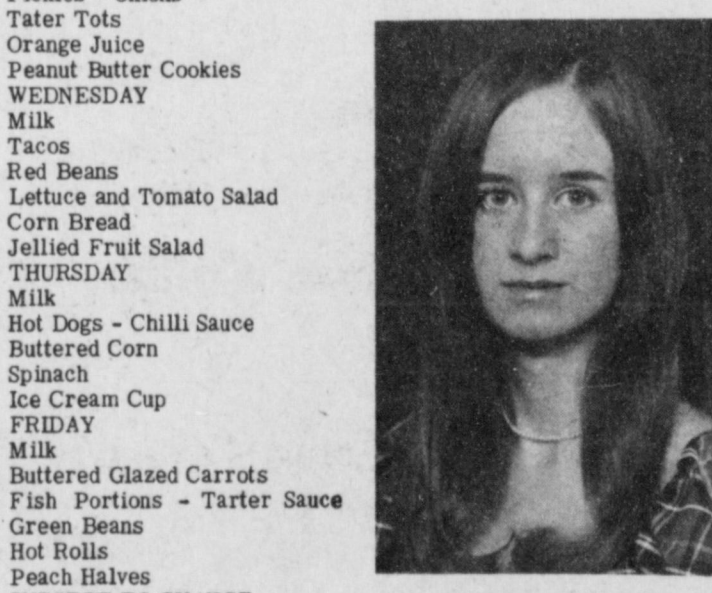 Tater Tots
Orange Juice
Peanut Butter Cookies
WEDNESDAY
Milk
Tacos
Red Beans
Lettuce and Tomato Salad
Corn Bread
Jellied Fruit Salad
THURSDAY
Milk
Hot Dogs - Chilli Sauce
Buttered Corn
Spinach
Ice Cream Cup
FRIDAY
Milk
Buttered Glazed Carrots
Fish Portions - Tarter Sauce
Green Beans
Hot Rolls
Peach Halves